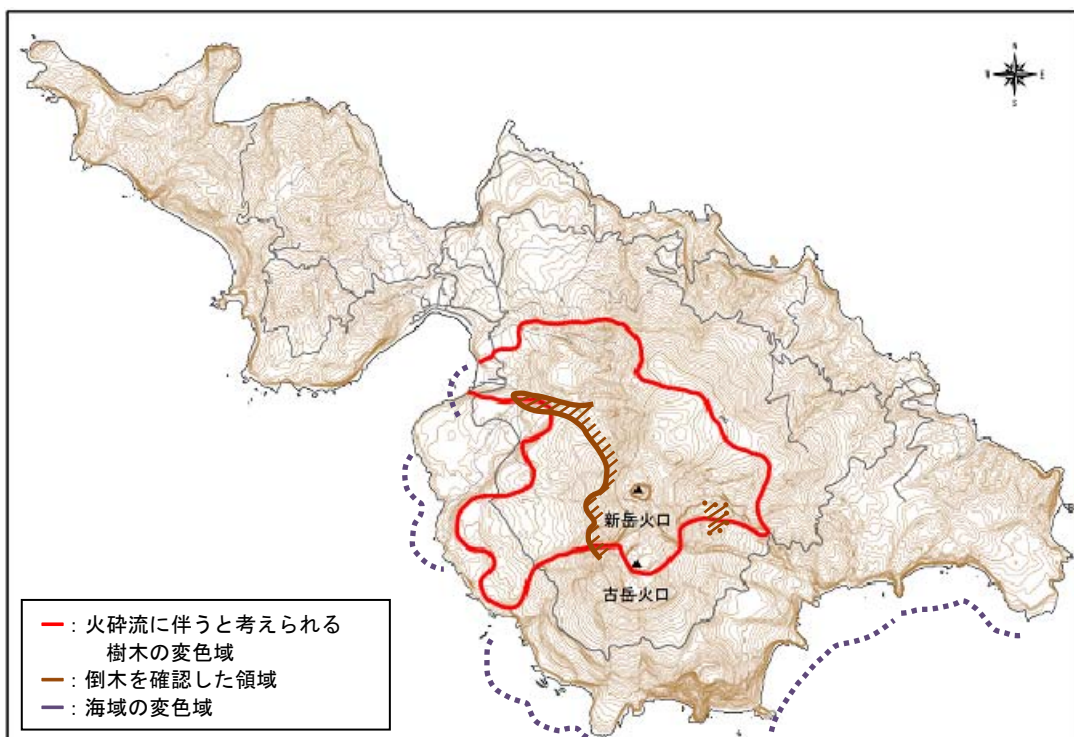 N
W E
S
新岳火口
古岳火口
━ : 火砕流に伴うと考えられる
樹木の変色域
━ : 倒木を確認した領域
━ : 海域の変色域